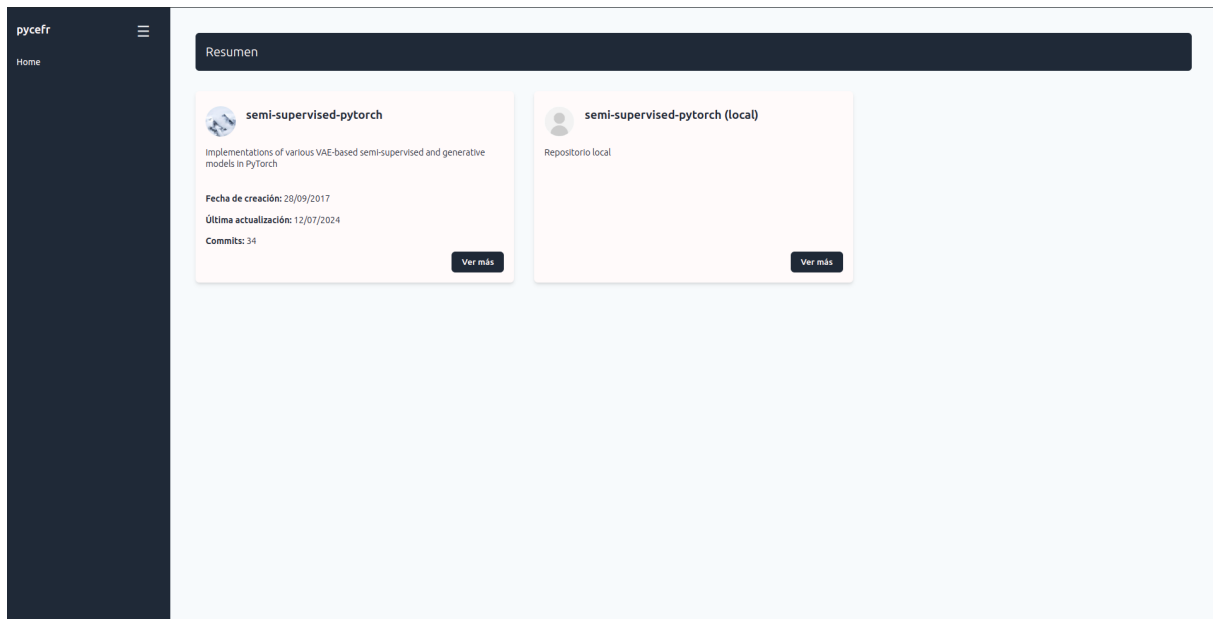 pycefr
Home
Resumen
semi-supervised-pytorch
Implementations of various VAE-based semi-supervised and generative
models in PyTorch
Fecha de creación: 28/09/2017
Última actualización: 12/07/2024
Commits: 34
Ver más
semi-supervised-pytorch (local)
Repositorio local
Ver más